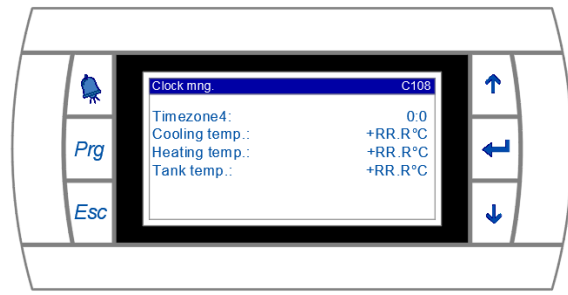 Clock mng. C108
Timezone4: 0:0
Cooling temp.: +RR.R°C
Heating temp.: +RR.R°C
Tank temp.: +RR.R°C
Prg
Esc